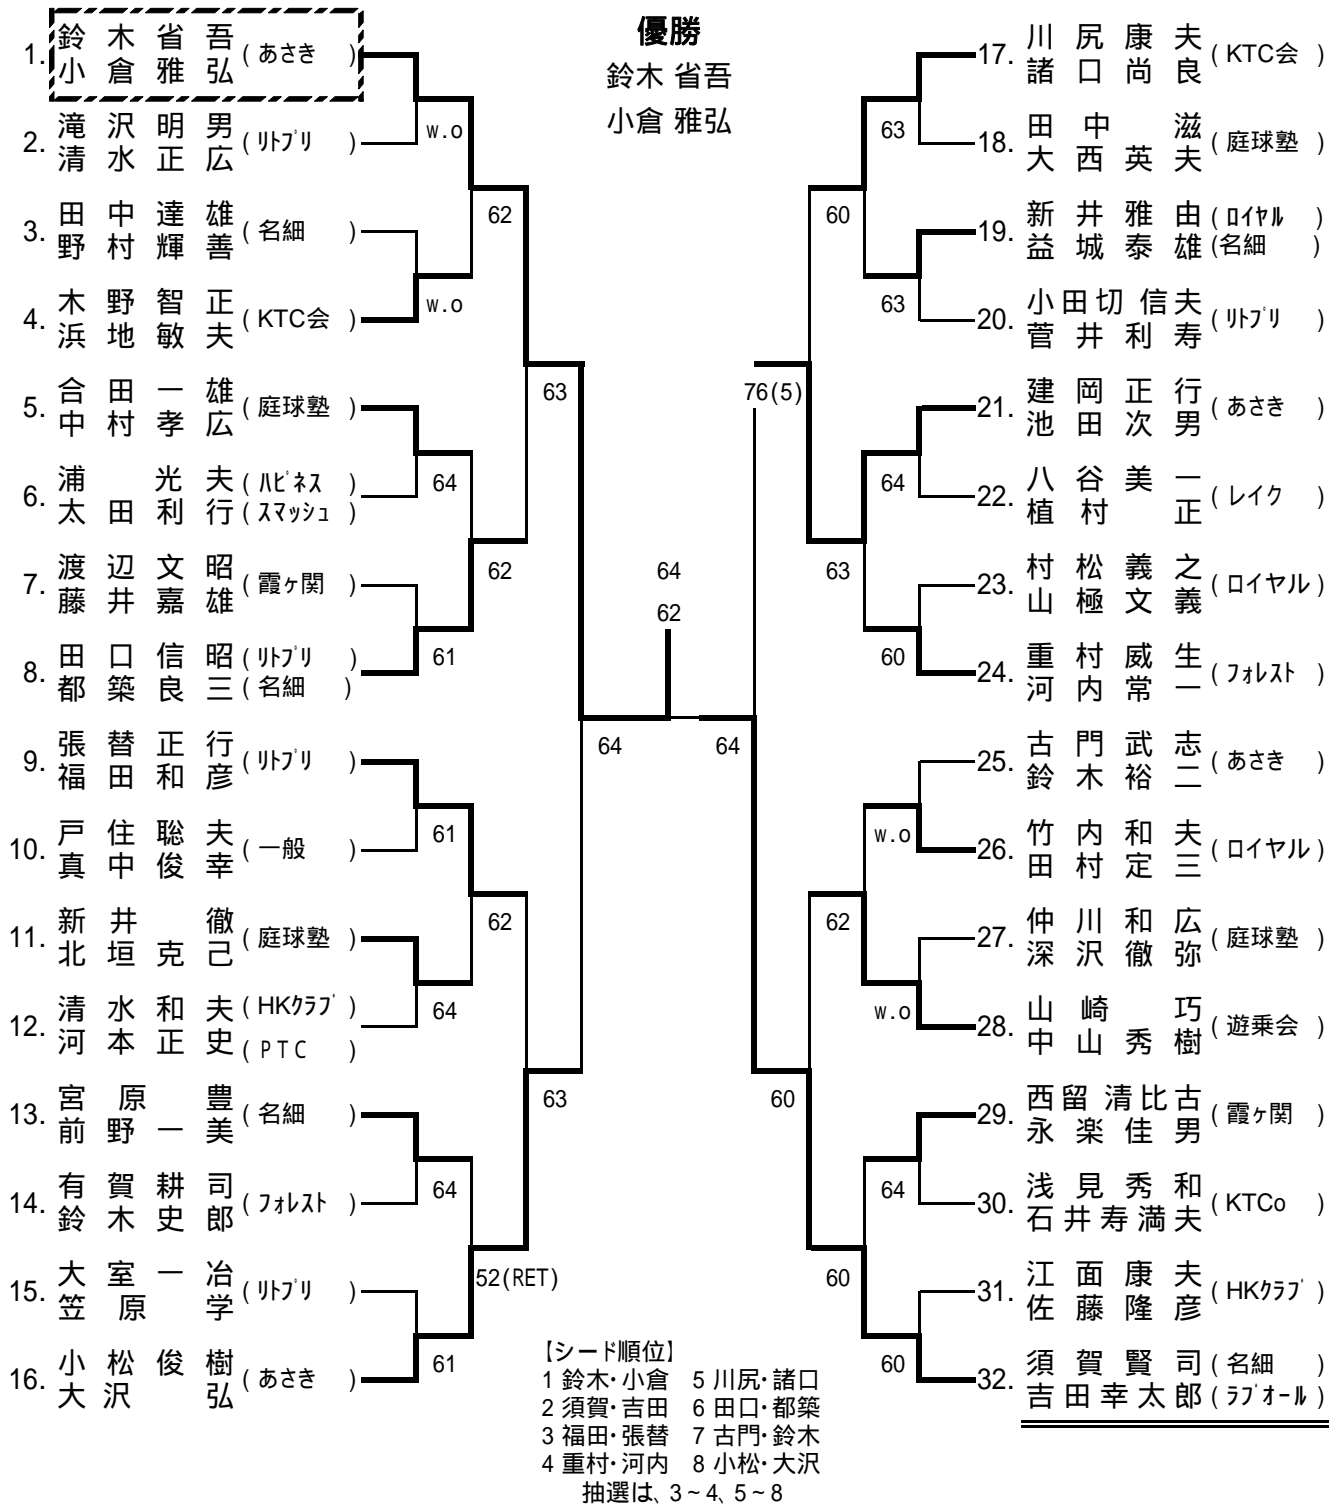 優勝
鈴木 省吾
小倉 雅弘
1. 鈴木省吾 小倉雅弘 (あさき)
2. 滝沢明男 清水正広 (ﾘﾄﾌﾟﾘ)
3. 田中達雄 野村輝善 (名細)
4. 木野智正 浜地敏夫 (KTC会)
5. 合田一雄 中村孝広 (庭球塾)
6. 浦光夫 (ﾊﾋﾟﾈｽ) 太田利行 (ｽﾏｯｼｭ)
7. 渡辺文昭 藤井嘉雄 (霞ヶ関)
8. 田口信昭 (ﾘﾄﾌﾟﾘ) 都築良三 (名細)
9. 張替正行 福田和彦 (ﾘﾄﾌﾟﾘ)
10. 戸住聡夫 真中俊幸 (一般)
11. 新井徹 北垣克己 (庭球塾)
12. 清水和夫 (HKｸﾗﾌﾞ) 河本正史 (PTC)
13. 宮原豊 前野一美 (名細)
14. 有賀耕司 鈴木史郎 (ﾌｫﾚｽﾄ)
15. 大室一冶 笠原学 (ﾘﾄﾌﾟﾘ)
16. 小松俊樹 大沢弘 (あさき)
w.o
w.o
64
61
61
64
64
61
62
62
62
52(RET)
63
63
64
64
62
64
76(5)
60
60
63
62
60
63
63
64
60
w.o
w.o
64
60
17. 川尻康夫 諸口尚良 (KTC会)
18. 田中滋 大西英夫 (庭球塾)
19. 新井雅由 (ﾛｲﾔﾙ) 益城泰雄 (名細)
20. 小田切信夫 菅井利寿 (ﾘﾄﾌﾟﾘ)
21. 建岡正行 池田次男 (あさき)
22. 八谷美一 植村正 (レイク)
23. 村松義之 山極文義 (ロイヤル)
24. 重村威生 河内常一 (ﾌｫﾚｽﾄ)
25. 古門武志 鈴木裕二 (あさき)
26. 竹内和夫 田村定三 (ロイヤル)
27. 仲川和広 深沢徹弥 (庭球塾)
28. 山崎巧 中山秀樹 (遊乗会)
29. 西留清比古 永楽佳男 (霞ヶ関)
30. 浅見秀和 石井寿満夫 (KTCo)
31. 江面康夫 佐藤隆彦 (HKｸﾗﾌﾞ)
32. 須賀賢司 (名細) 吉田幸太郎 (ﾗﾌﾞｵｰﾙ)
【シード順位】
1 鈴木・小倉 5 川尻・諸口
2 須賀・吉田 6 田口・都築
3 福田・張替 7 古門・鈴木
4 重村・河内 8 小松・大沢
抽選は、3~4、5~8